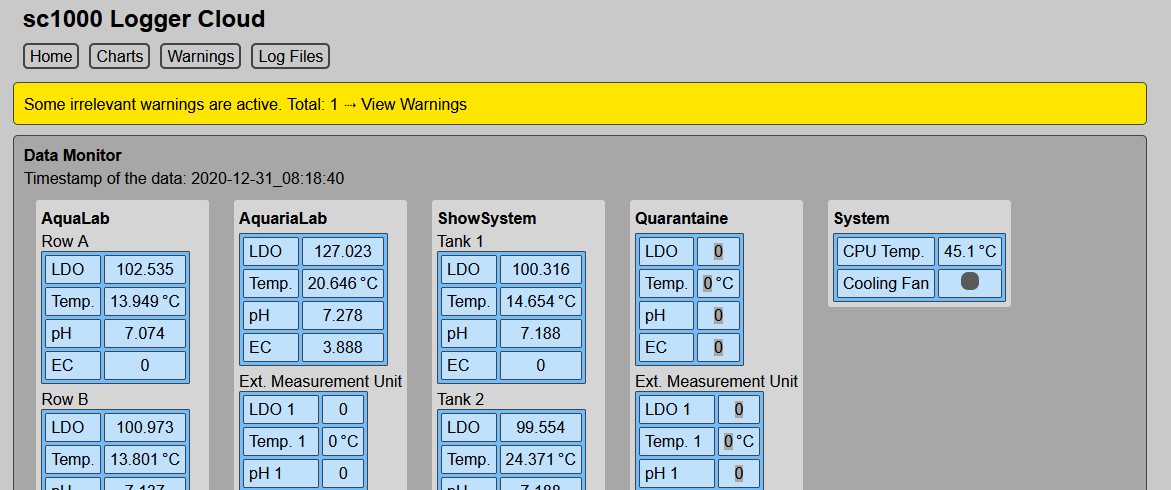 sc1000 Logger Cloud
Home Charts Warnings Log Files
Some irrelevant warnings are active. Total: 1 ⤑ View Warnings
Data Monitor
Timestamp of the data: 2020-12-31_08:18:40
AquaLab
Row A
LDO 102.535
Temp. 13.949 °C
pH 7.074
EC 0
Row B
LDO 100.973
Temp. 13.801 °C
pH 7.137
AquariaLab
LDO 127.023
Temp. 20.646 °C
pH 7.278
EC 3.888
Ext. Measurement Unit
LDO 1 0
Temp. 1 0 °C
pH 1 0
ShowSystem
Tank 1
LDO 100.316
Temp. 14.654 °C
pH 7.188
EC 0
Tank 2
LDO 99.554
Temp. 24.371 °C
pH 7.188
Quarantaine
LDO 0
Temp. 0 °C
pH 0
EC 0
Ext. Measurement Unit
LDO 1 0
Temp. 1 0 °C
pH 1 0
System
CPU Temp. 45.1 °C
Cooling Fan